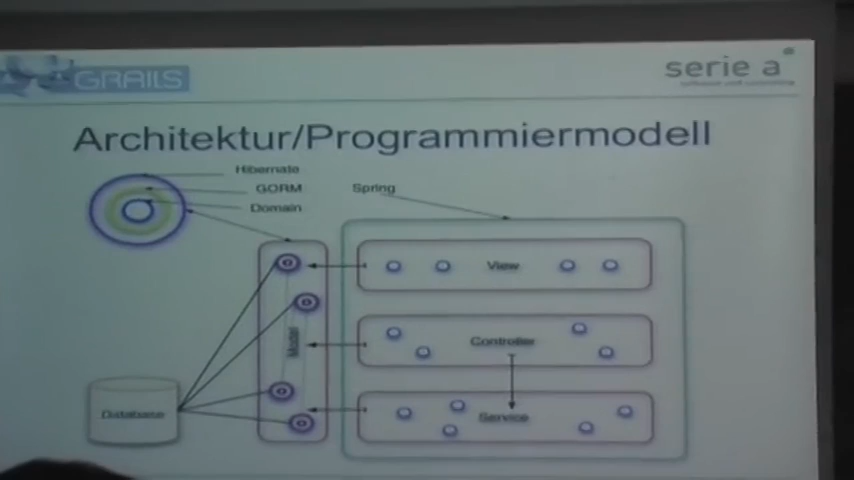 GRAILS
serie a
Architektur/Programmiermodell
Hibernate
GORM
Domain
Spring
View
Model
Controller
Database
Service